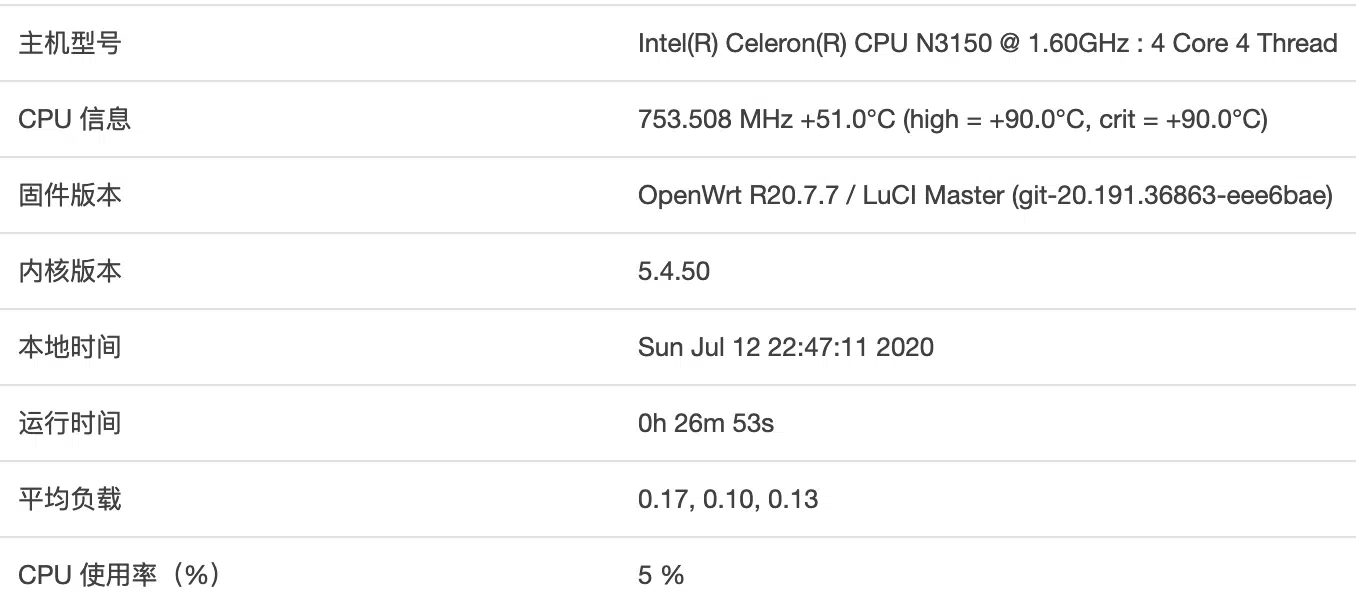 主机型号 Intel(R) Celeron(R) CPU N3150 @ 1.60GHz : 4 Core 4 Thread
CPU 信息 753.508 MHz +51.0°C (high = +90.0°C, crit = +90.0°C)
固件版本 OpenWrt R20.7.7 / LuCI Master (git-20.191.36863-eee6bae)
内核版本 5.4.50
本地时间 Sun Jul 12 22:47:11 2020
运行时间 0h 26m 53s
平均负载 0.17, 0.10, 0.13
CPU 使用率（%） 5 %